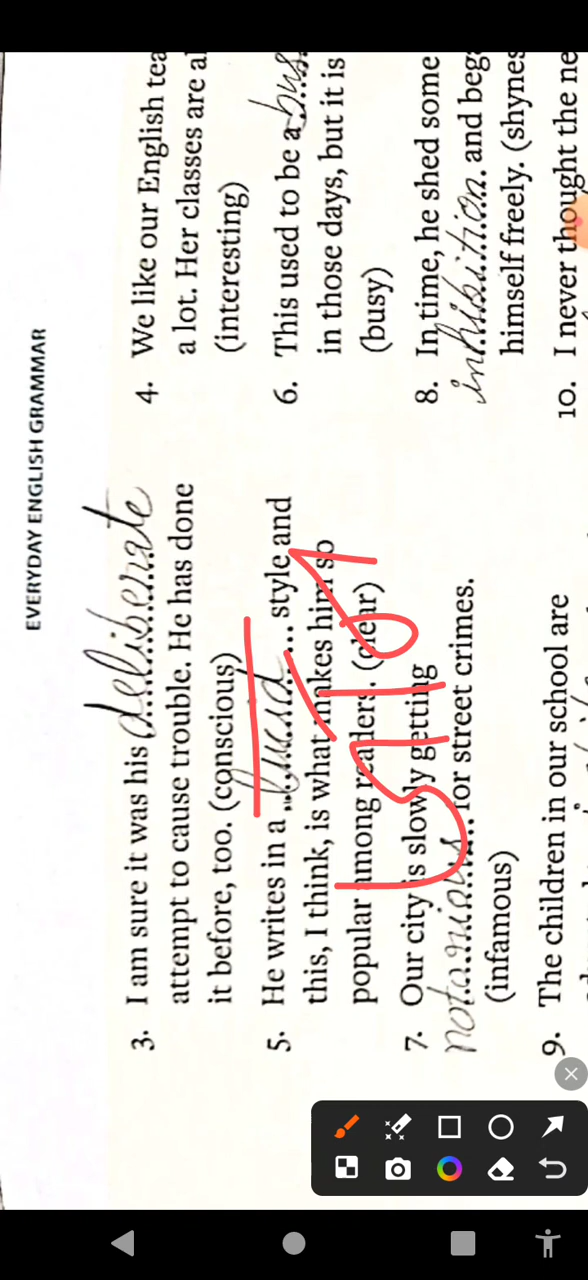 EVERYDAY ENGLISH GRAMMAR
3. I am sure it was his deliberate
attempt to cause trouble. He has done
it before, too. (conscious)
5. He writes in a lucid style and
this, I think, is what makes him so
popular among readers. (clear)
7. Our city is slowly getting
notorious for street crimes.
(infamous)
9. The children in our school are
4. We like our English tea
a lot. Her classes are al
(interesting)
6. This used to be a bus
in those days, but it is
(busy)
8. In time, he shed some
inhibition and bega
himself freely. (shynes
10. I never thought the ne